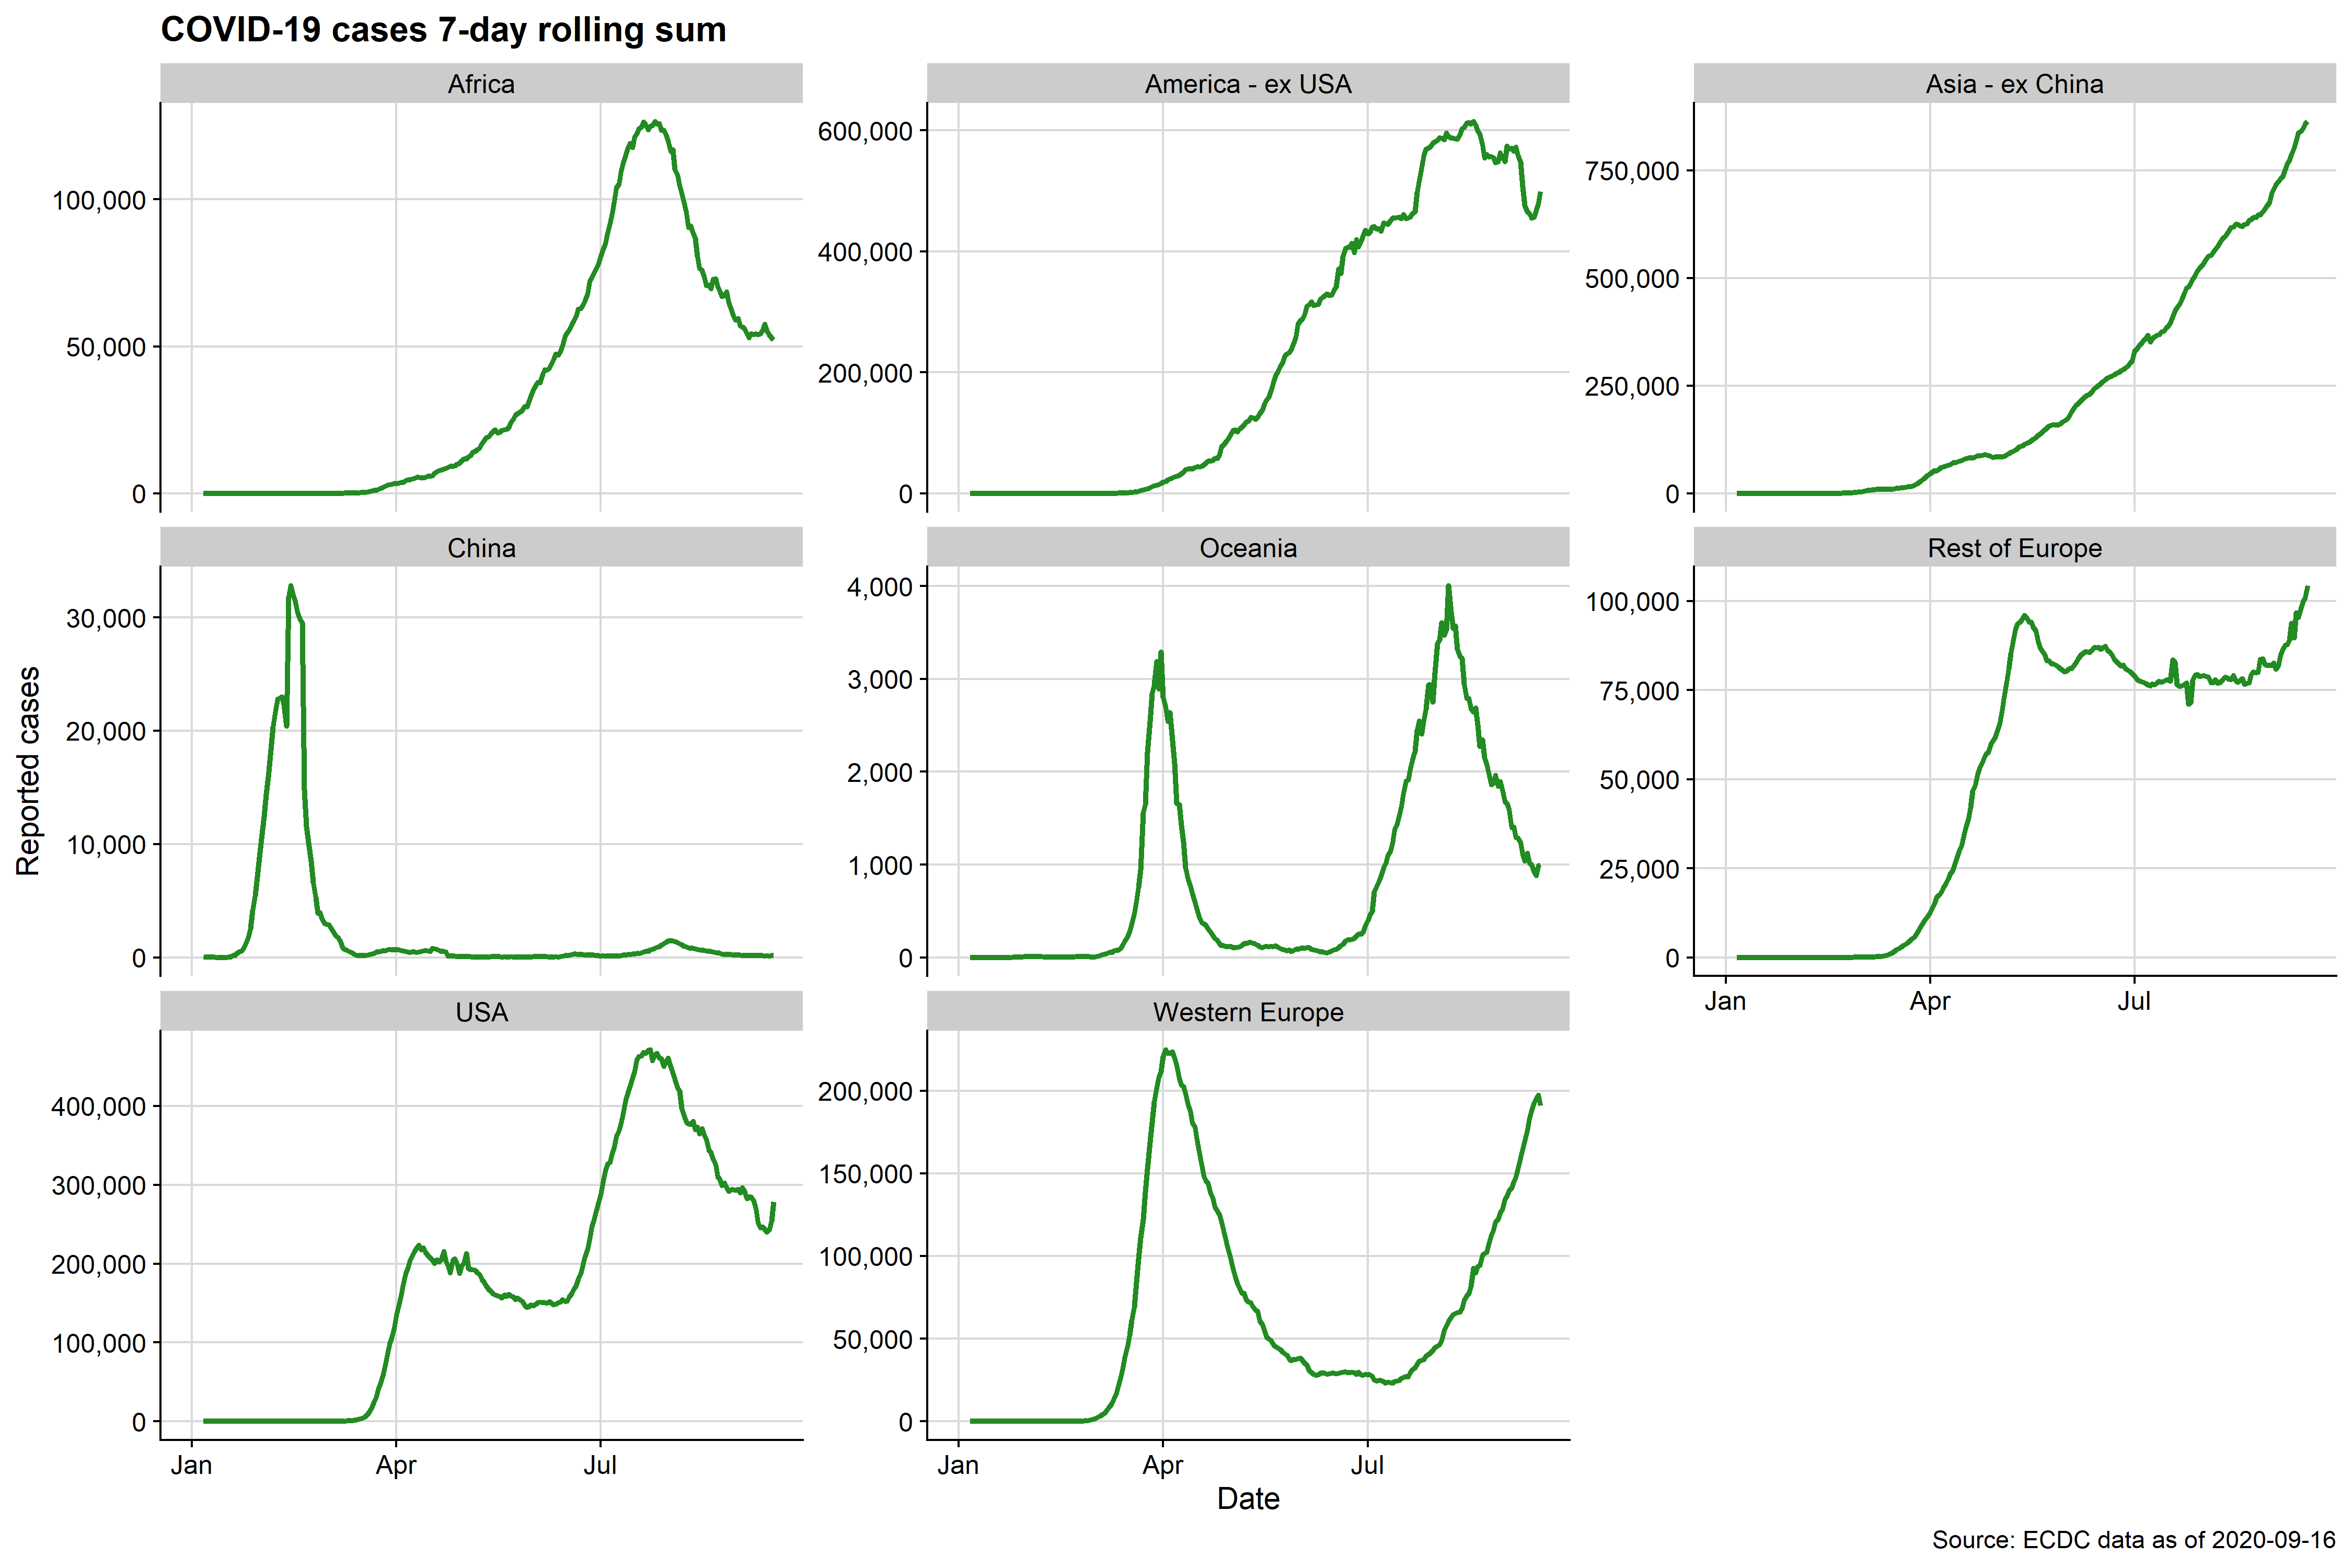 COVID-19 cases 7-day rolling sum
Africa
America - ex USA
Asia - ex China
100,000
50,000
0
600,000
400,000
200,000
0
750,000
500,000
250,000
0
China
Oceania
Rest of Europe
30,000
20,000
10,000
0
4,000
3,000
2,000
1,000
0
100,000
75,000
50,000
25,000
0
Jan Apr Jul
Reported cases
USA
Western Europe
400,000
300,000
200,000
100,000
0
Jan Apr Jul
200,000
150,000
100,000
50,000
0
Jan Apr Jul
Date
Source: ECDC data as of 2020-09-16